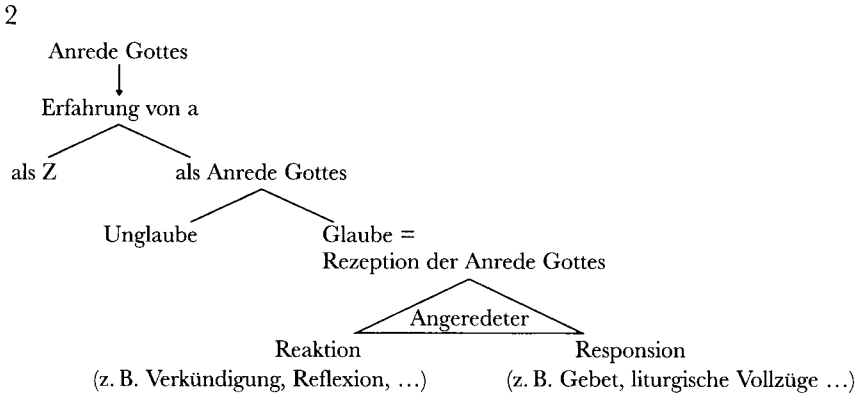 2
Anrede Gottes
Erfahrung von a
als Z als Anrede Gottes
Unglaube Glaube =
Rezeption der Anrede Gottes
Angeredeter
Reaktion Responsion
(z. B. Verkündigung, Reflexion, …) (z. B. Gebet, liturgische Vollzüge …)